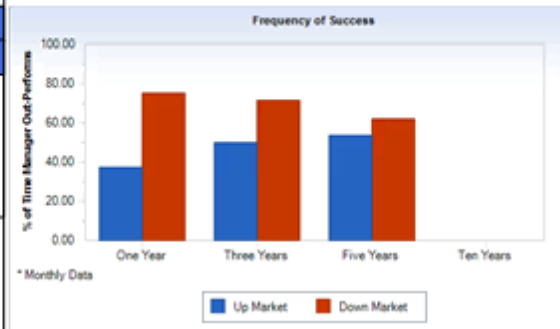 Frequency of Success
% of Time Manager Out-Performs
100.00
80.00
60.00
40.00
20.00
0.00
One Year Three Years Five Years Ten Years
* Monthly Data
Up Market Down Market